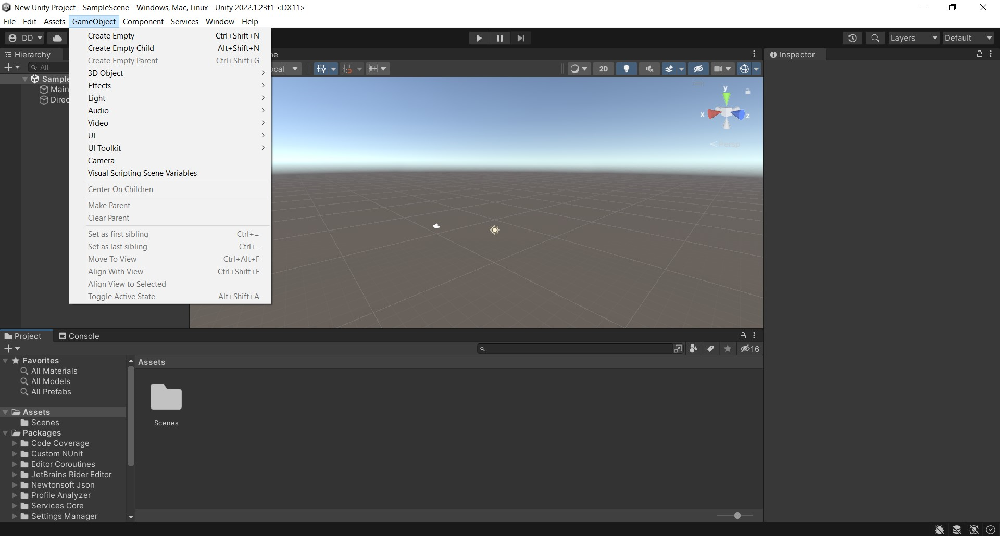 New Unity Project - SampleScene - Windows, Mac, Linux - Unity 2022.1.23f1 <DX11>
File Edit Assets GameObject Component Services Window Help
DD
Layers Default
Create Empty Ctrl+Shift+N
Create Empty Child Alt+Shift+N
Create Empty Parent Ctrl+Shift+G
3D Object
Effects
Light
Audio
Video
UI
UI Toolkit
Camera
Visual Scripting Scene Variables
Center On Children
Make Parent
Clear Parent
Set as first sibling Ctrl+=
Set as last sibling Ctrl+-
Move To View Ctrl+Alt+F
Align With View Ctrl+Shift+F
Align View to Selected
Toggle Active State Alt+Shift+A
Hierarchy
All
Sample
Main
Direc
ne
ocal
2D
y
x
z
Persp
Inspector
Project Console
16
Favorites
All Materials
All Models
All Prefabs
Assets
Scenes
Packages
Code Coverage
Custom NUnit
Editor Coroutines
JetBrains Rider Editor
Newtonsoft Json
Profile Analyzer
Services Core
Settings Manager
Assets
Scenes